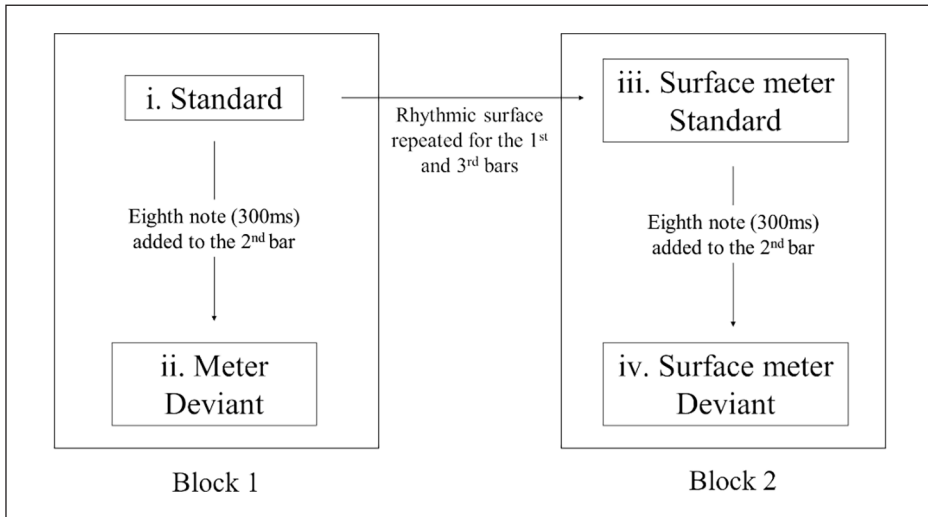 i. Standard
Eighth note (300ms)
added to the 2nd bar
ii. Meter
Deviant
Block 1
Rhythmic surface
repeated for the 1st
and 3rd bars
iii. Surface meter
Standard
Eighth note (300ms)
added to the 2nd bar
iv. Surface meter
Deviant
Block 2